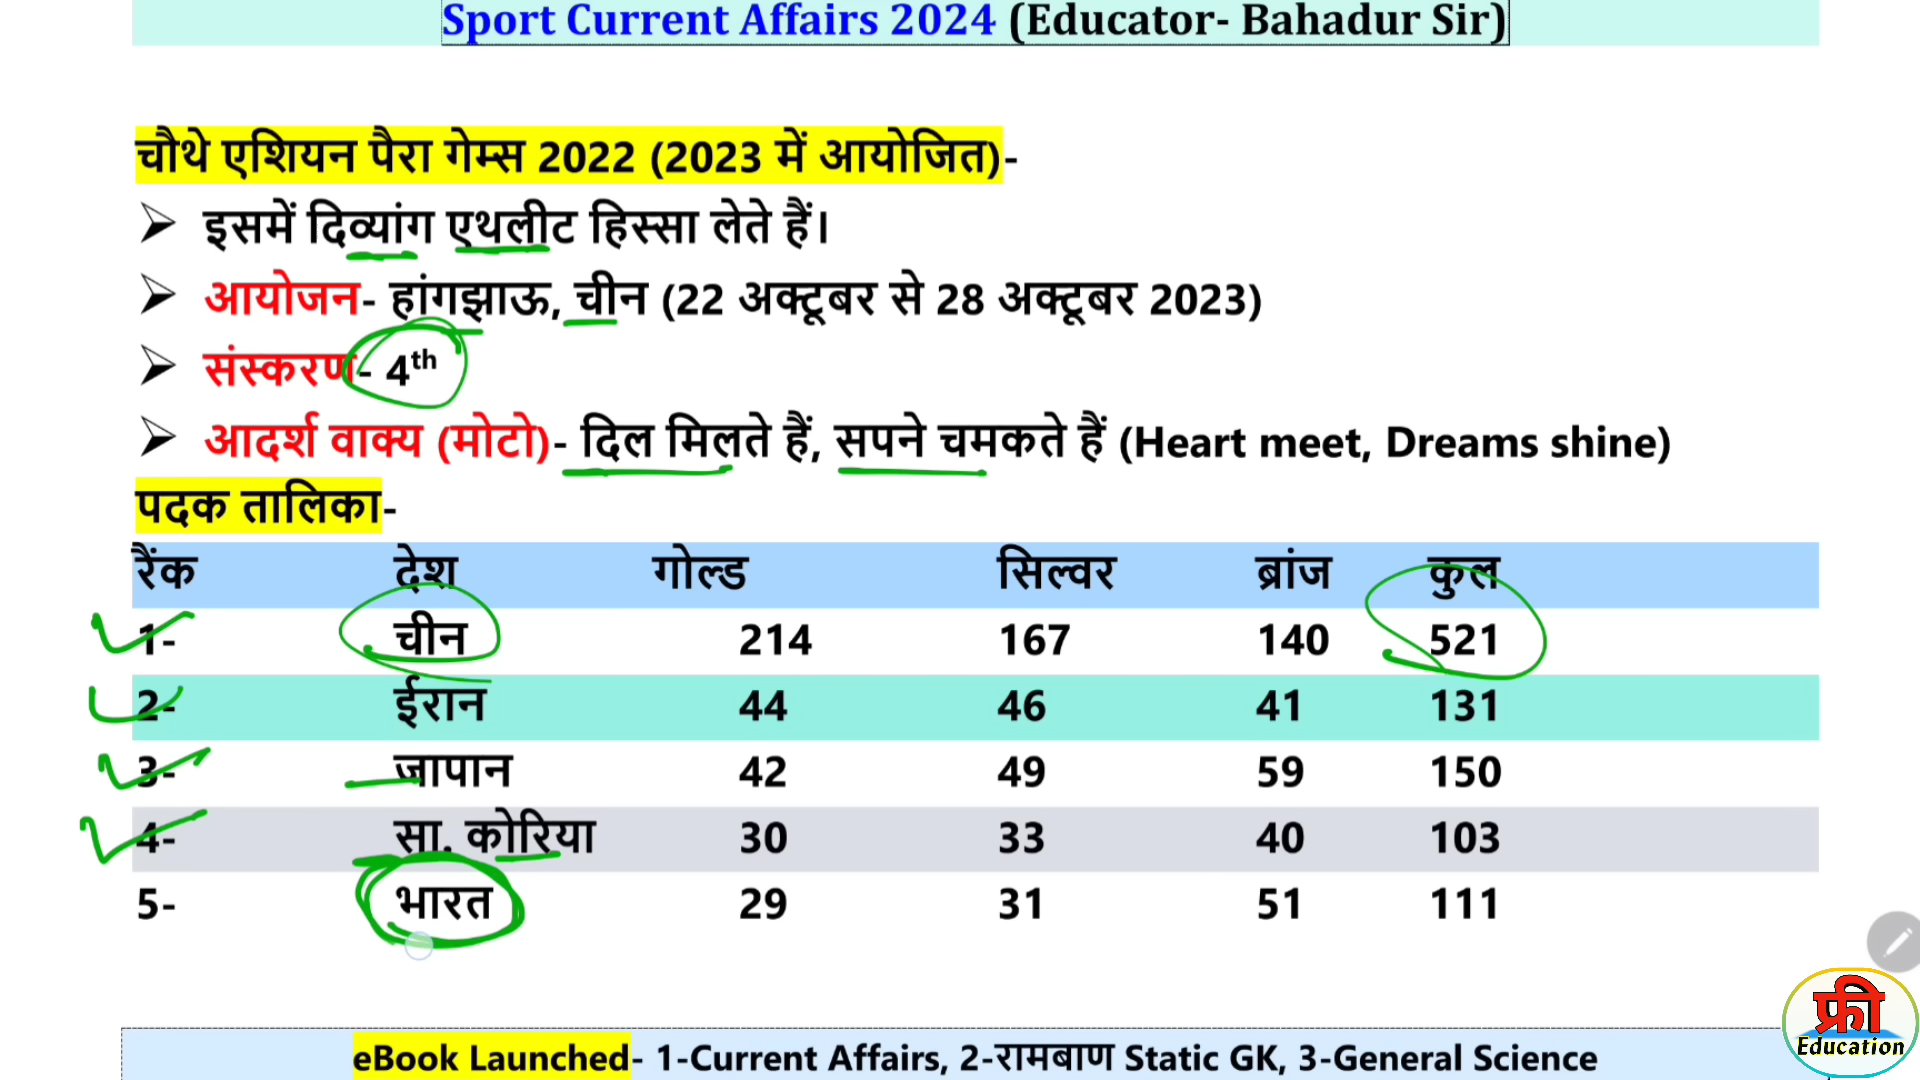 Sport Current Affairs 2024 (Educator- Bahadur Sir)
चौथे एशियन पैरा गेम्स 2022 (2023 में आयोजित)-
➢ इसमें दिव्यांग एथलीट हिस्सा लेते हैं।
➢ आयोजन- हांगझाऊ, चीन (22 अक्टूबर से 28 अक्टूबर 2023)
➢ संस्करण- 4th
➢ आदर्श वाक्य (मोटो)- दिल मिलते हैं, सपने चमकते हैं (Heart meet, Dreams shine)
पदक तालिका-
रैंक देश गोल्ड सिल्वर ब्रांज कुल
1- चीन 214 167 140 521
2- ईरान 44 46 41 131
3- जापान 42 49 59 150
4- सा. कोरिया 30 33 40 103
5- भारत 29 31 51 111
फ्री
Education
eBook Launched- 1-Current Affairs, 2-रामबाण Static GK, 3-General Science